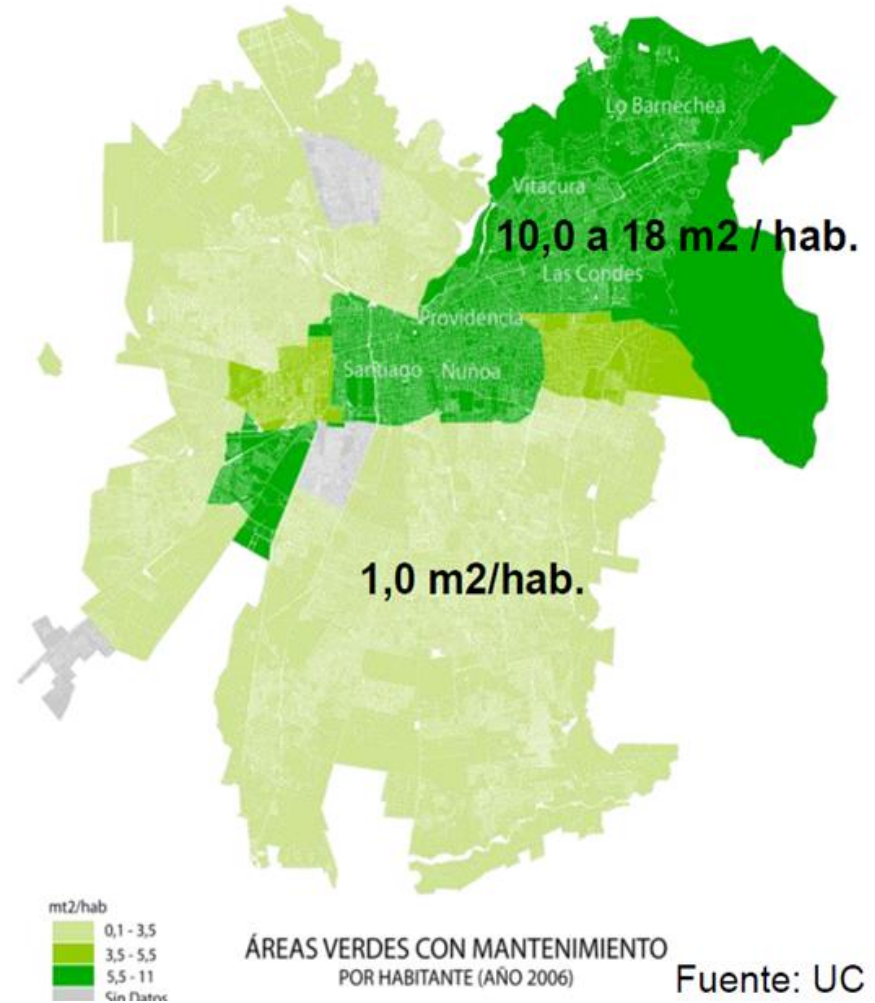 Lo Barnechea
Vitacura
10,0 a 18 m2 / hab.
Las Condes
Providencia
Santiago Ñuñoa
1,0 m2/hab.
mt2/hab
0,1 - 3,5
3,5 - 5,5
5,5 - 11
Sin Datos
ÁREAS VERDES CON MANTENIMIENTO
POR HABITANTE (AÑO 2006)
Fuente: UC